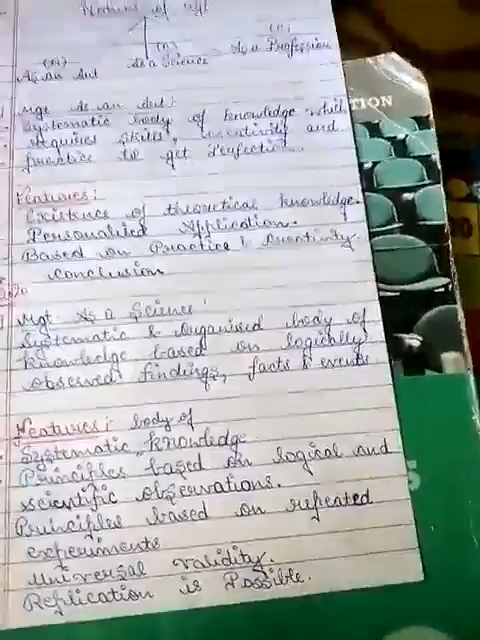 Nature of Mgt
(A) (B) (C)
As an Art As a Science As a Profession
Mgt As an Art:
Systematic body of knowledge which
requires skills, creativity and
practice to get Perfection.
Features:
Existence of theoretical knowledge.
Personalised Application.
Based on Practice & creativity.
Conclusion
Mgt As a Science:
Systematic & organised body of
knowledge based on logically
observed findings, facts & events
Features: body of
Systematic knowledge
Principles based on logical and
scientific observations.
Principles based on repeated
experiments
Universal validity.
Replication is Possible.
TION
S